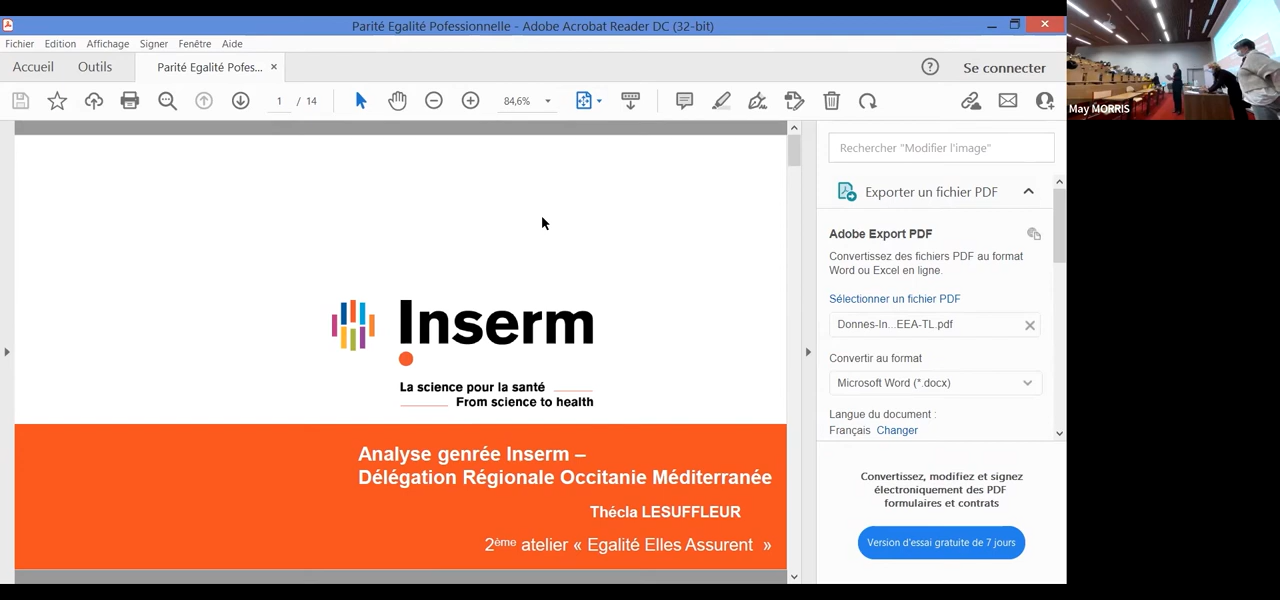 Parité Egalité Pofessionnelle - Adobe Acrobat Reader DC (32-bit)
Fichier Edition Affichage Signer Fenêtre Aide
Accueil Outils Parité Egalité Pofes... × Se connecter
1 / 14 84,6%
May MORRIS
Rechercher "Modifier l'image"
Exporter un fichier PDF
Adobe Export PDF
Convertissez des fichiers PDF au format
Word ou Excel en ligne.
Sélectionner un fichier PDF
Donnes-In...EEA-TL.pdf
Convertir au format
Microsoft Word (*.docx)
Langue du document :
Français Changer
Convertissez, modifiez et signez
électroniquement des PDF
formulaires et contrats
Version d'essai gratuite de 7 jours
Inserm
La science pour la santé
From science to health
Analyse genrée Inserm –
Délégation Régionale Occitanie Méditerranée
Thécla LESUFFLEUR
2ème atelier « Egalité Elles Assurent »